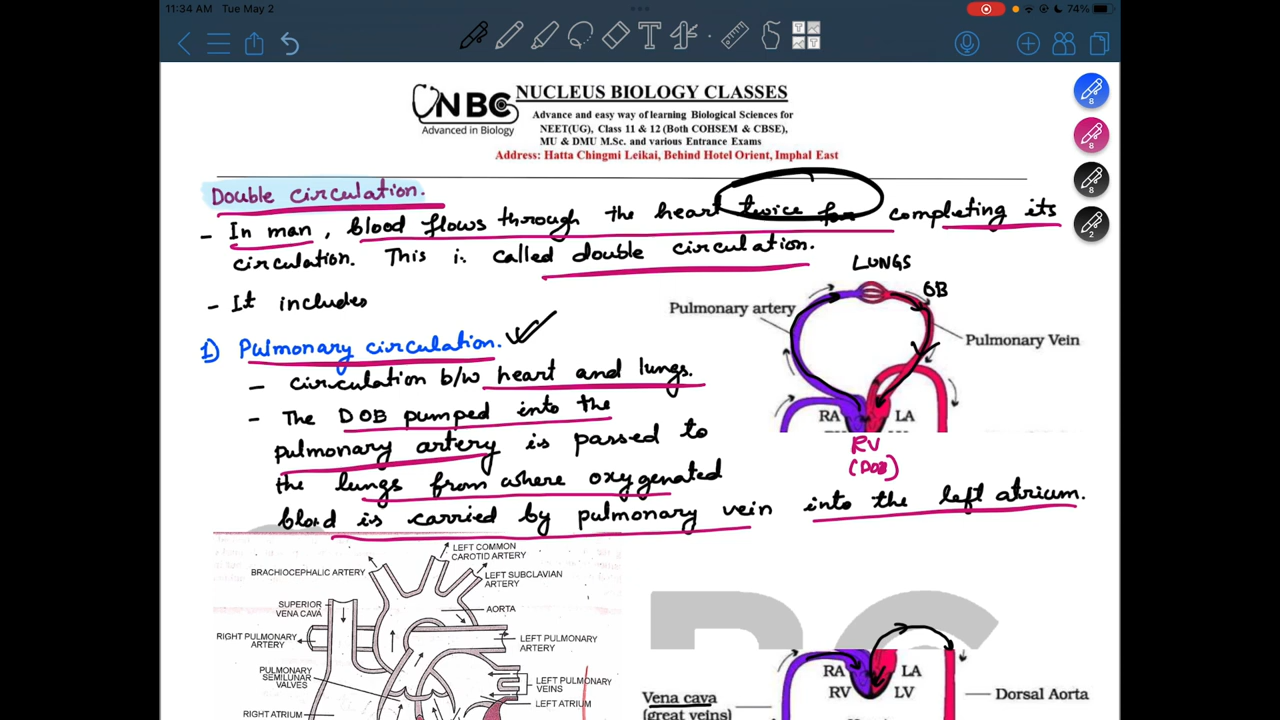 11:34 AM Tue May 2
74%
NBC
Advanced in Biology
NUCLEUS BIOLOGY CLASSES
Advance and easy way of learning Biological Sciences for
NEET(UG), Class 11 & 12 (Both COHSEM & CBSE),
MU & DMU M.Sc. and various Entrance Exams
Address: Hatta Chingmi Leikai, Behind Hotel Orient, Imphal East
8
8
8
2
Double circulation.
- In man, blood flows through the heart twice for completing its
circulation. This is called double circulation.
- It includes
1) Pulmonary circulation.
- circulation b/w heart and lungs.
- The DOB pumped into the
pulmonary artery is passed to
the lungs from where oxygenated
blood is carried by pulmonary vein into the left atrium.
LUNGS
OB
Pulmonary artery
Pulmonary Vein
RA LA
RV
(DOB)
LEFT COMMON
CAROTID ARTERY
BRACHIOCEPHALIC ARTERY
LEFT SUBCLAVIAN
ARTERY
SUPERIOR
VENA CAVA
AORTA
RIGHT PULMONARY
ARTERY
LEFT PULMONARY
ARTERY
PULMONARY
SEMILUNAR
VALVES
LEFT PULMONARY
VEINS
LEFT ATRIUM
RIGHT ATRIUM
RA LA
RV LV
Vena cava
(great veins)
Dorsal Aorta